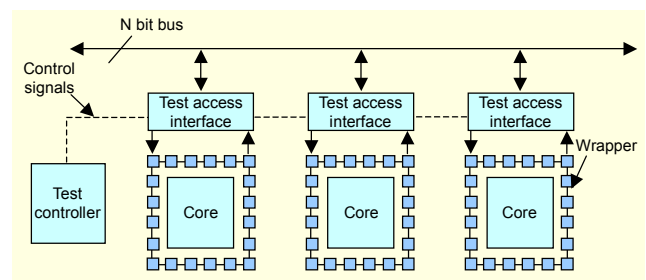 N bit bus
Control
signals
Test access
interface
Test access
interface
Test access
interface
Wrapper
Test
controller
Core
Core
Core